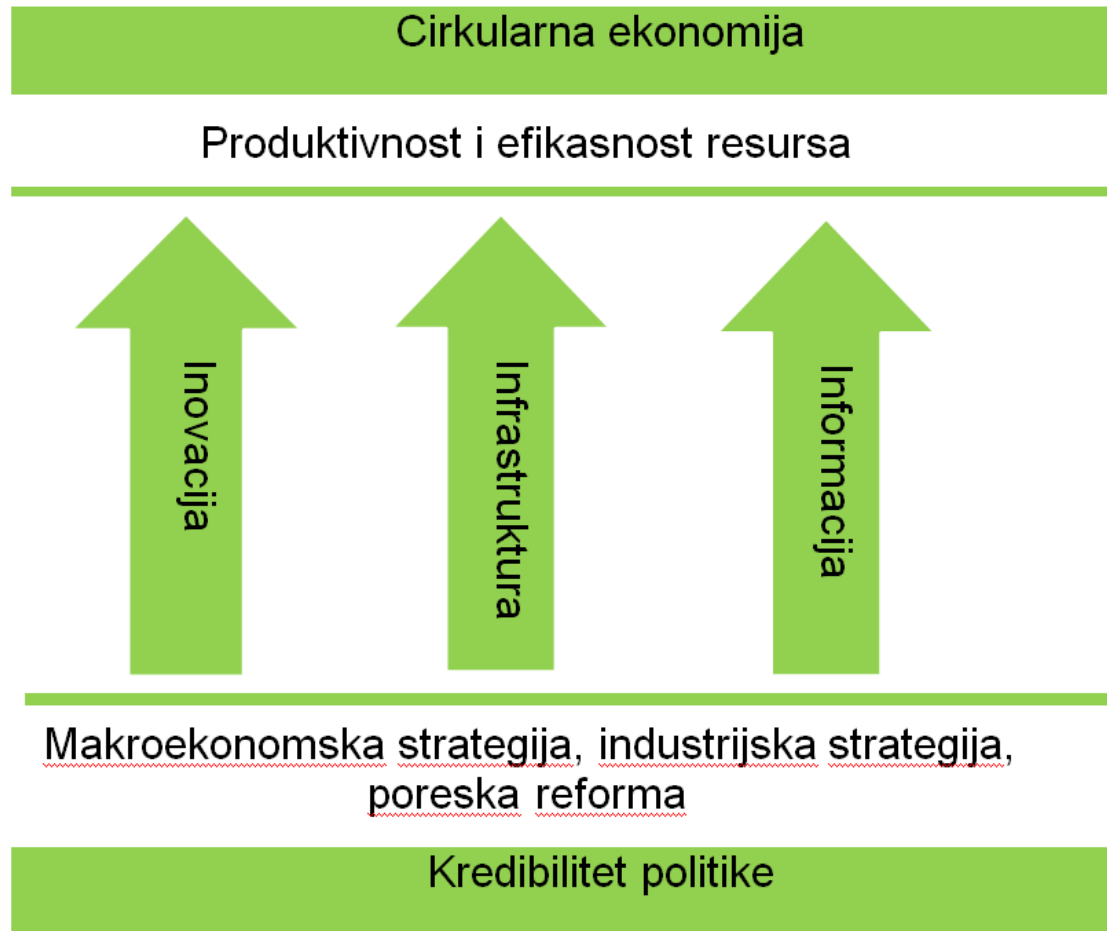 Cirkularna ekonomija
Produktivnost i efikasnost resursa
Inovacija
Infrastruktura
Informacija
Makroekonomska strategija, industrijska strategija,
poreska reforma
Kredibilitet politike